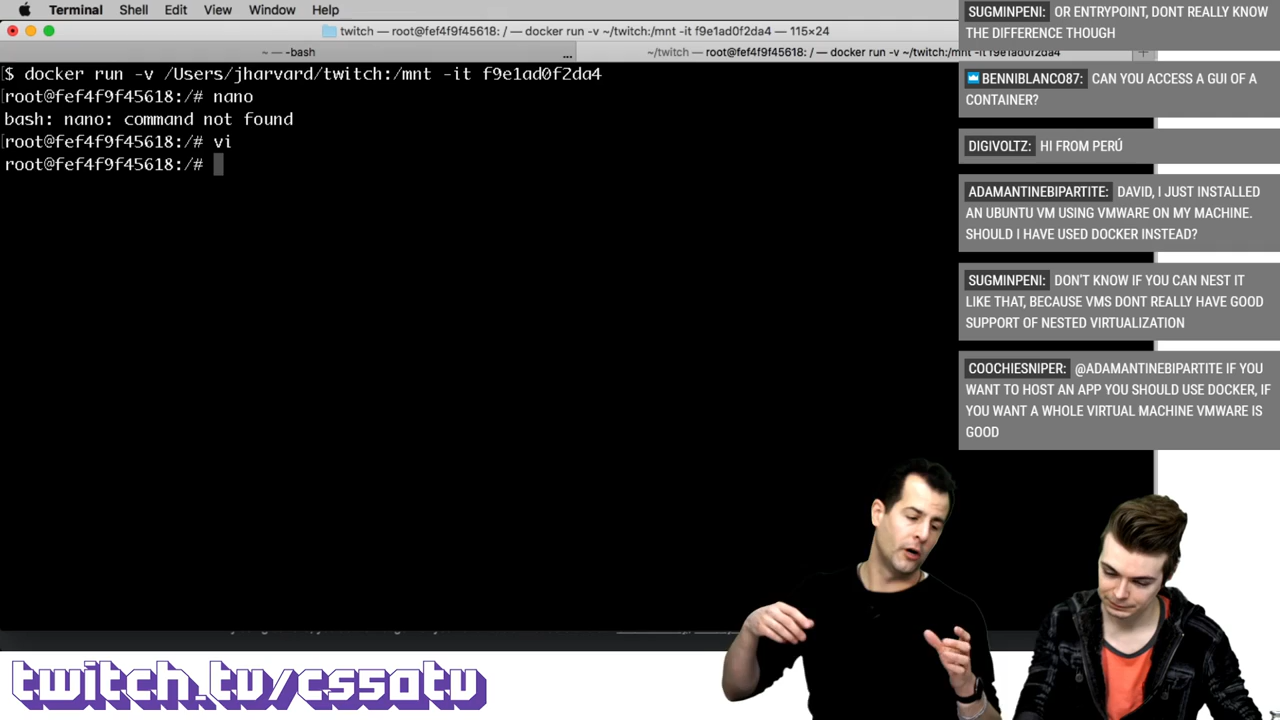 Terminal Shell Edit View Window Help
twitch — root@fef4f9f45618: / — docker run -v ~/twitch:/mnt -it f9e1ad0f2da4 — 115×24
~ — -bash
...
~/twitch — root@fef4f9f45618: / — docker run -v ~/twitch:/mnt -it f9e1ad0f2da4
+
[$ docker run -v /Users/jharvard/twitch:/mnt -it f9e1ad0f2da4
[root@fef4f9f45618:/# nano
bash: nano: command not found
[root@fef4f9f45618:/# vi
root@fef4f9f45618:/#
SUGMINPENI: OR ENTRYPOINT, DONT REALLY KNOW
THE DIFFERENCE THOUGH
BENNIBLANCO87: CAN YOU ACCESS A GUI OF A
CONTAINER?
DIGIVOLTZ: HI FROM PERÚ
ADAMANTINEBIPARTITE: DAVID, I JUST INSTALLED
AN UBUNTU VM USING VMWARE ON MY MACHINE.
SHOULD I HAVE USED DOCKER INSTEAD?
SUGMINPENI: DON'T KNOW IF YOU CAN NEST IT
LIKE THAT, BECAUSE VMS DONT REALLY HAVE GOOD
SUPPORT OF NESTED VIRTUALIZATION
COOCHIESNIPER: @ADAMANTINEBIPARTITE IF YOU
WANT TO HOST AN APP YOU SHOULD USE DOCKER, IF
YOU WANT A WHOLE VIRTUAL MACHINE VMWARE IS
GOOD
twitch.tv/cs50tv